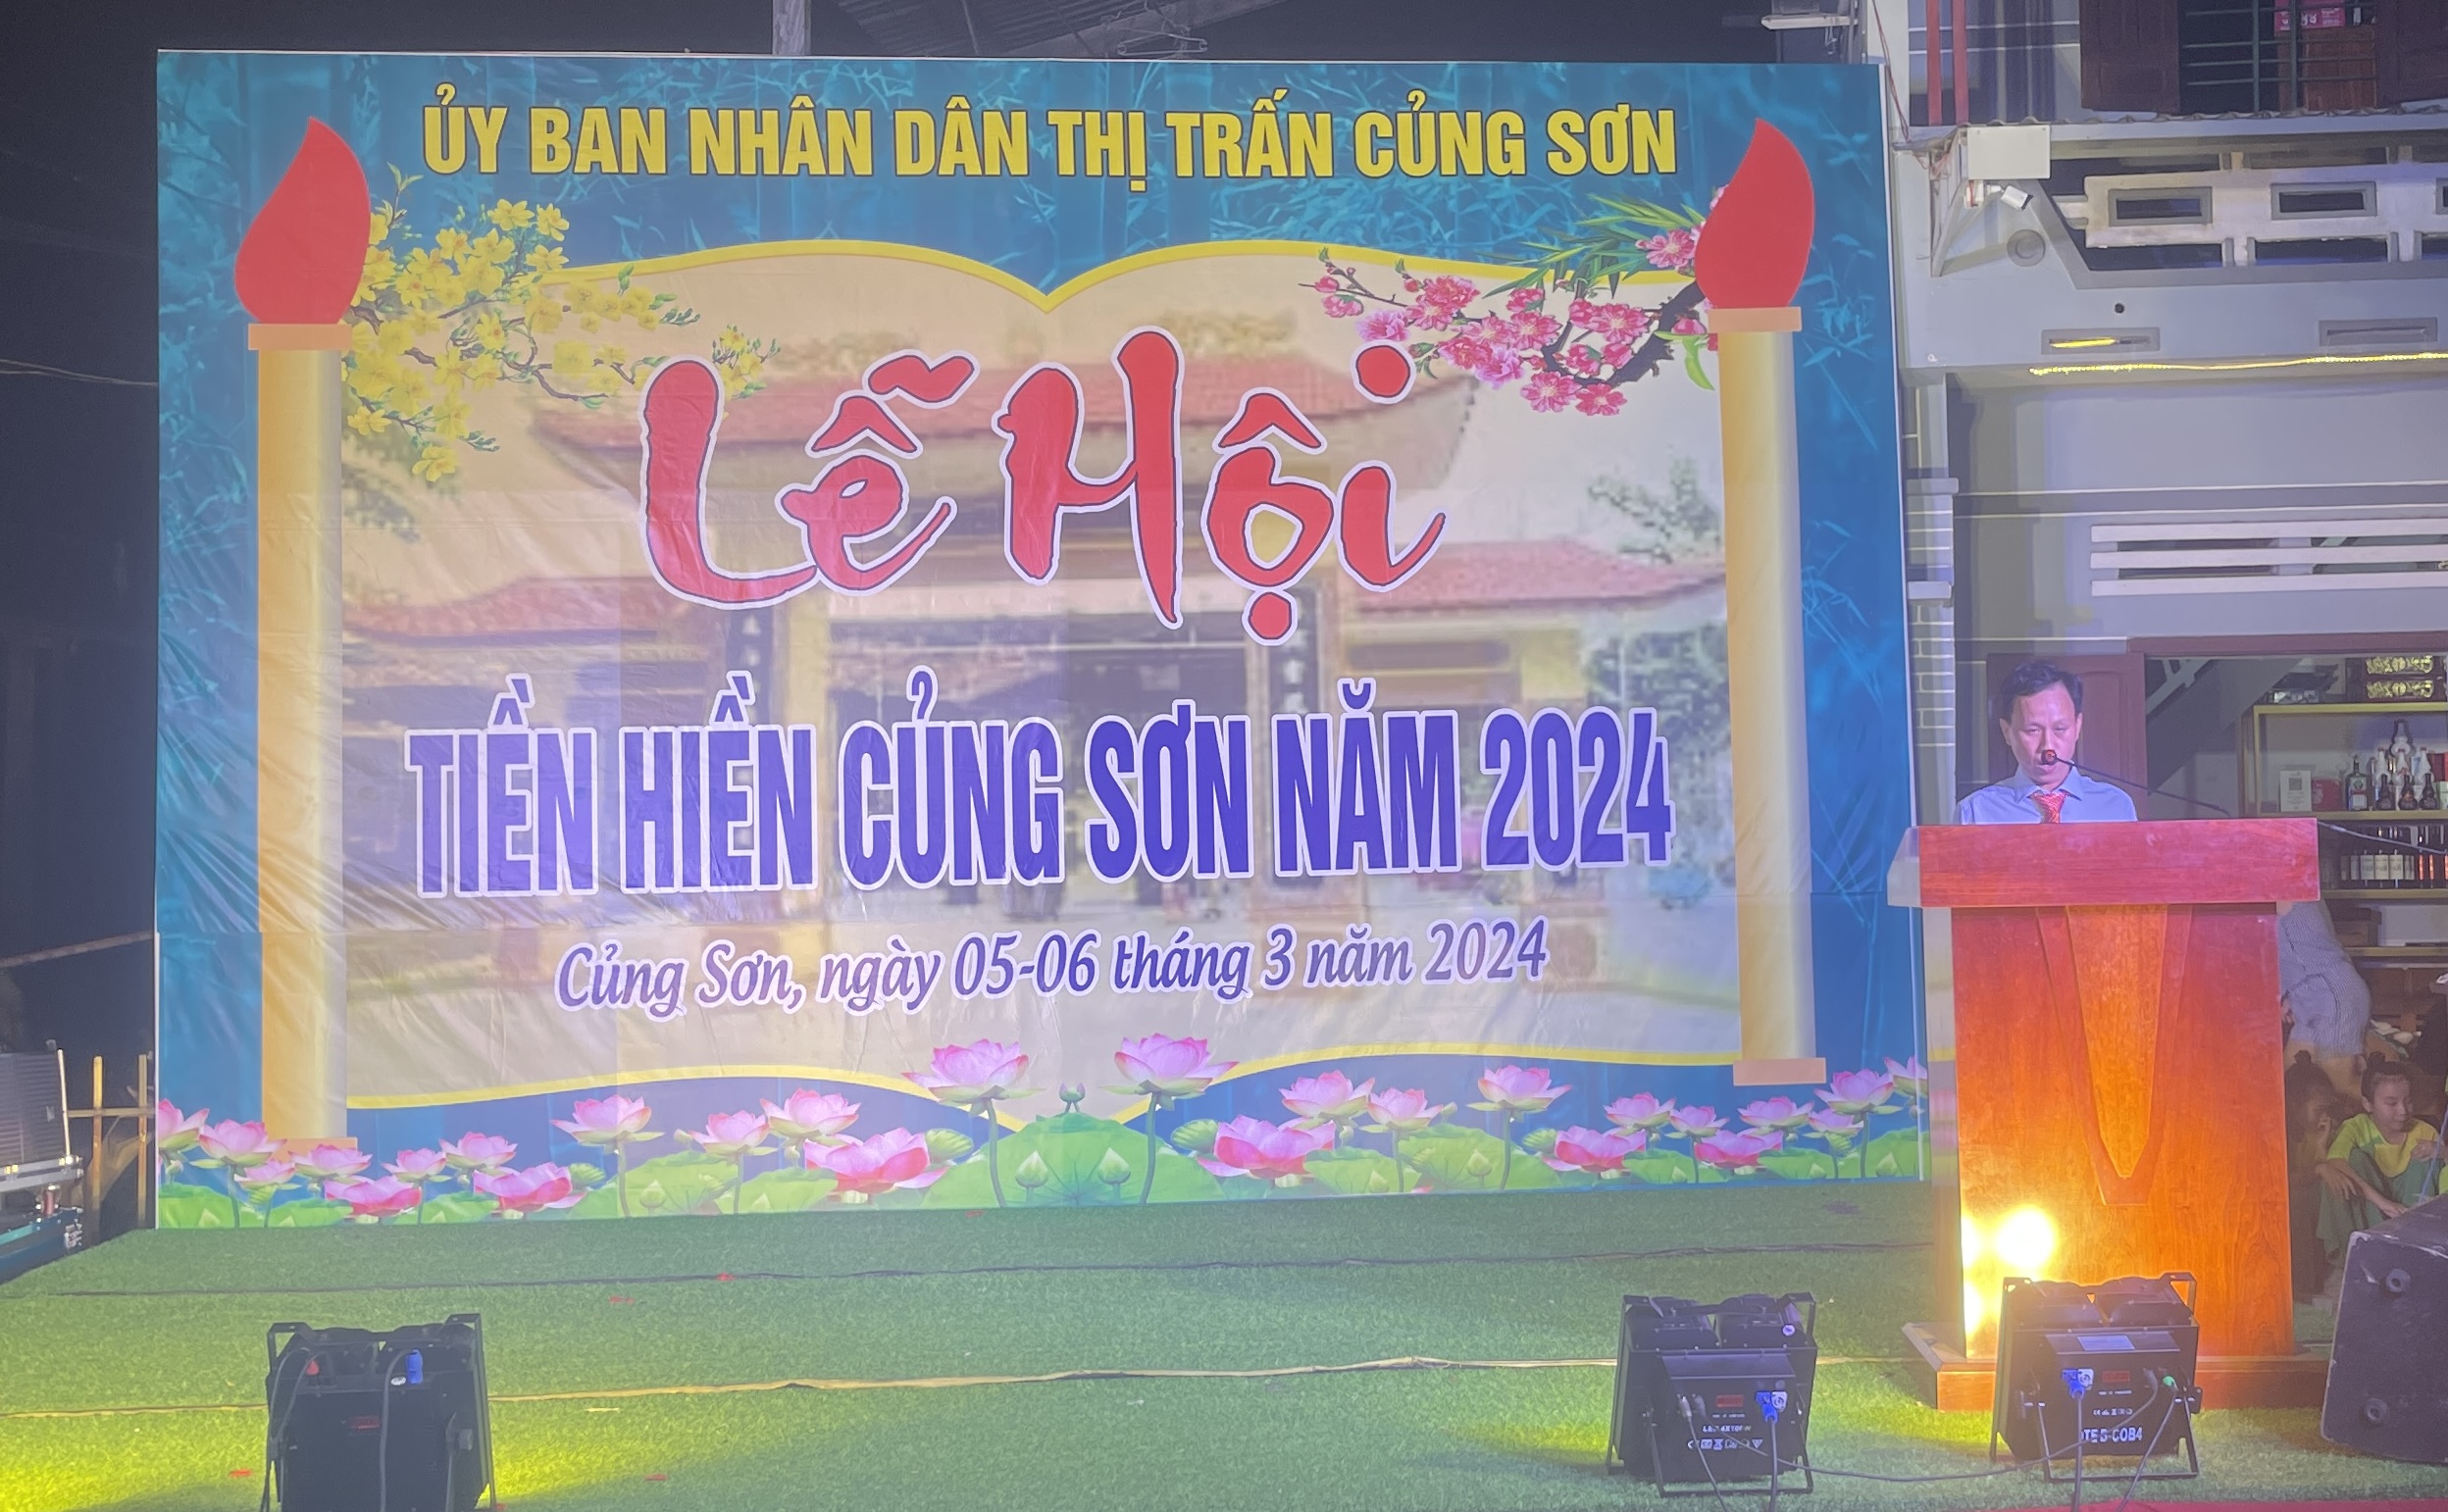 ỦY BAN NHÂN DÂN THỊ TRẤN CỦNG SƠN
Lễ Hội
TIỀN HIỀN CỦNG SƠN NĂM 2024
Củng Sơn, ngày 05-06 tháng 3 năm 2024